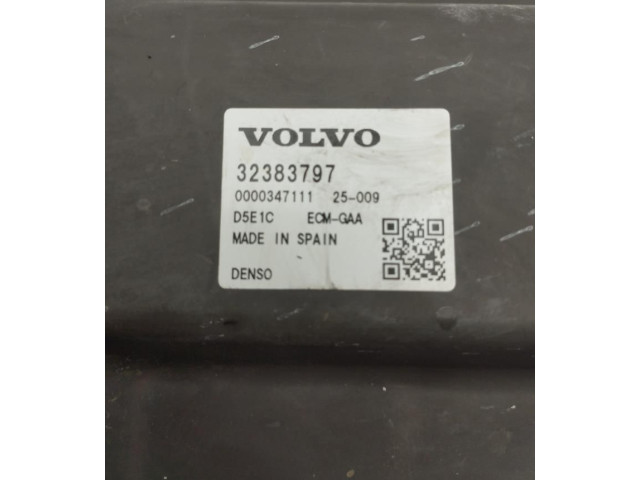 VOLVO
32383797
0000347111 25-009
D5E1C ECM-GAA
MADE IN SPAIN
DENSO